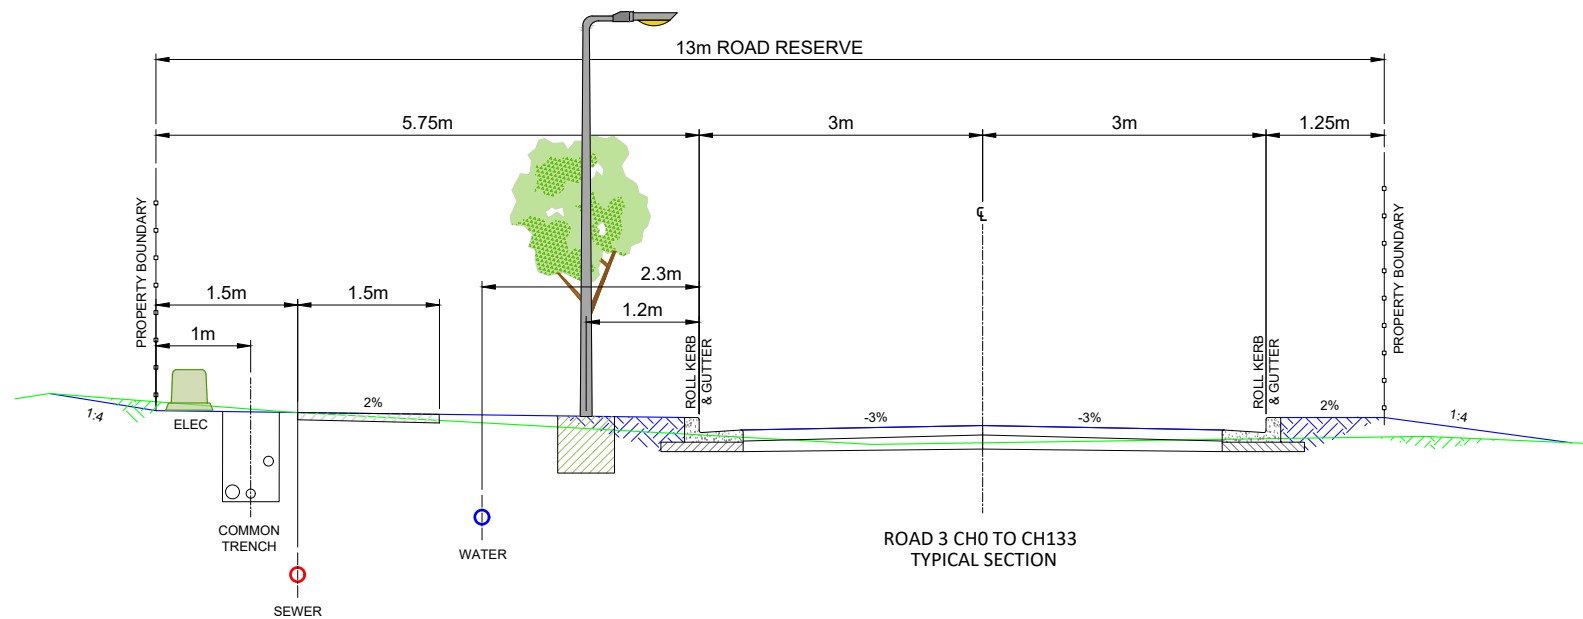 13m ROAD RESERVE
5.75m
3m
3m
1.25m
PROPERTY BOUNDARY
PROPERTY BOUNDARY
℄
2.3m
1.5m
1.5m
1.2m
1m
ROLL KERB
& GUTTER
ROLL KERB
& GUTTER
1:4
ELEC
2%
-3%
-3%
2%
1:4
COMMON
TRENCH
WATER
SEWER
ROAD 3 CH0 TO CH133
TYPICAL SECTION